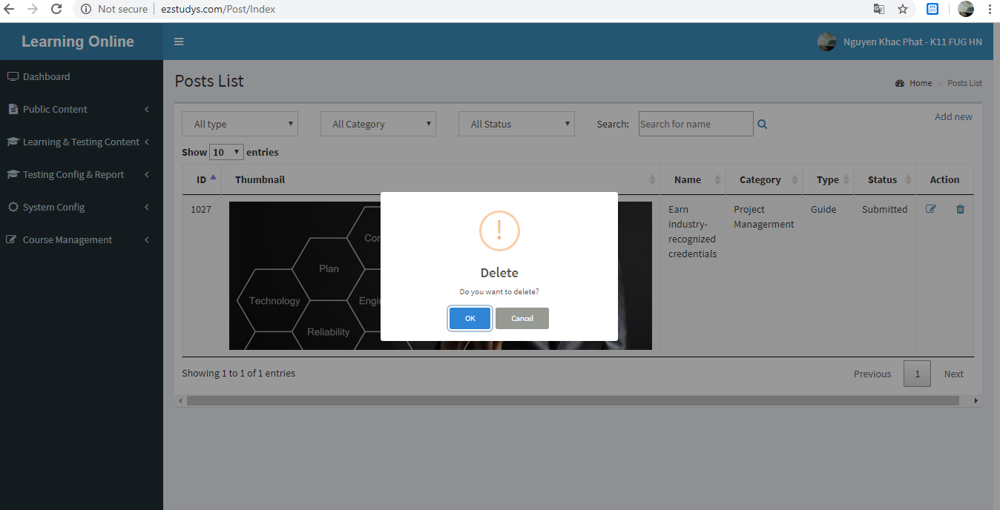 Not secure | ezstudys.com/Post/Index
Learning Online
Nguyen Khac Phat - K11 FUG HN
Dashboard
Public Content
Learning & Testing Content
Testing Config & Report
System Config
Course Management
Posts List
Home > Posts List
All type
All Category
All Status
Search:
Search for name
Add new
Show 10 entries
ID
Thumbnail
Name
Category
Type
Status
Action
1027
Plan
Technology
Reliability
Earn
industry-
recognized
credentials
Project
Managerment
Guide
Submitted
!
Delete
Do you want to delete?
OK
Cancel
Showing 1 to 1 of 1 entries
Previous
1
Next